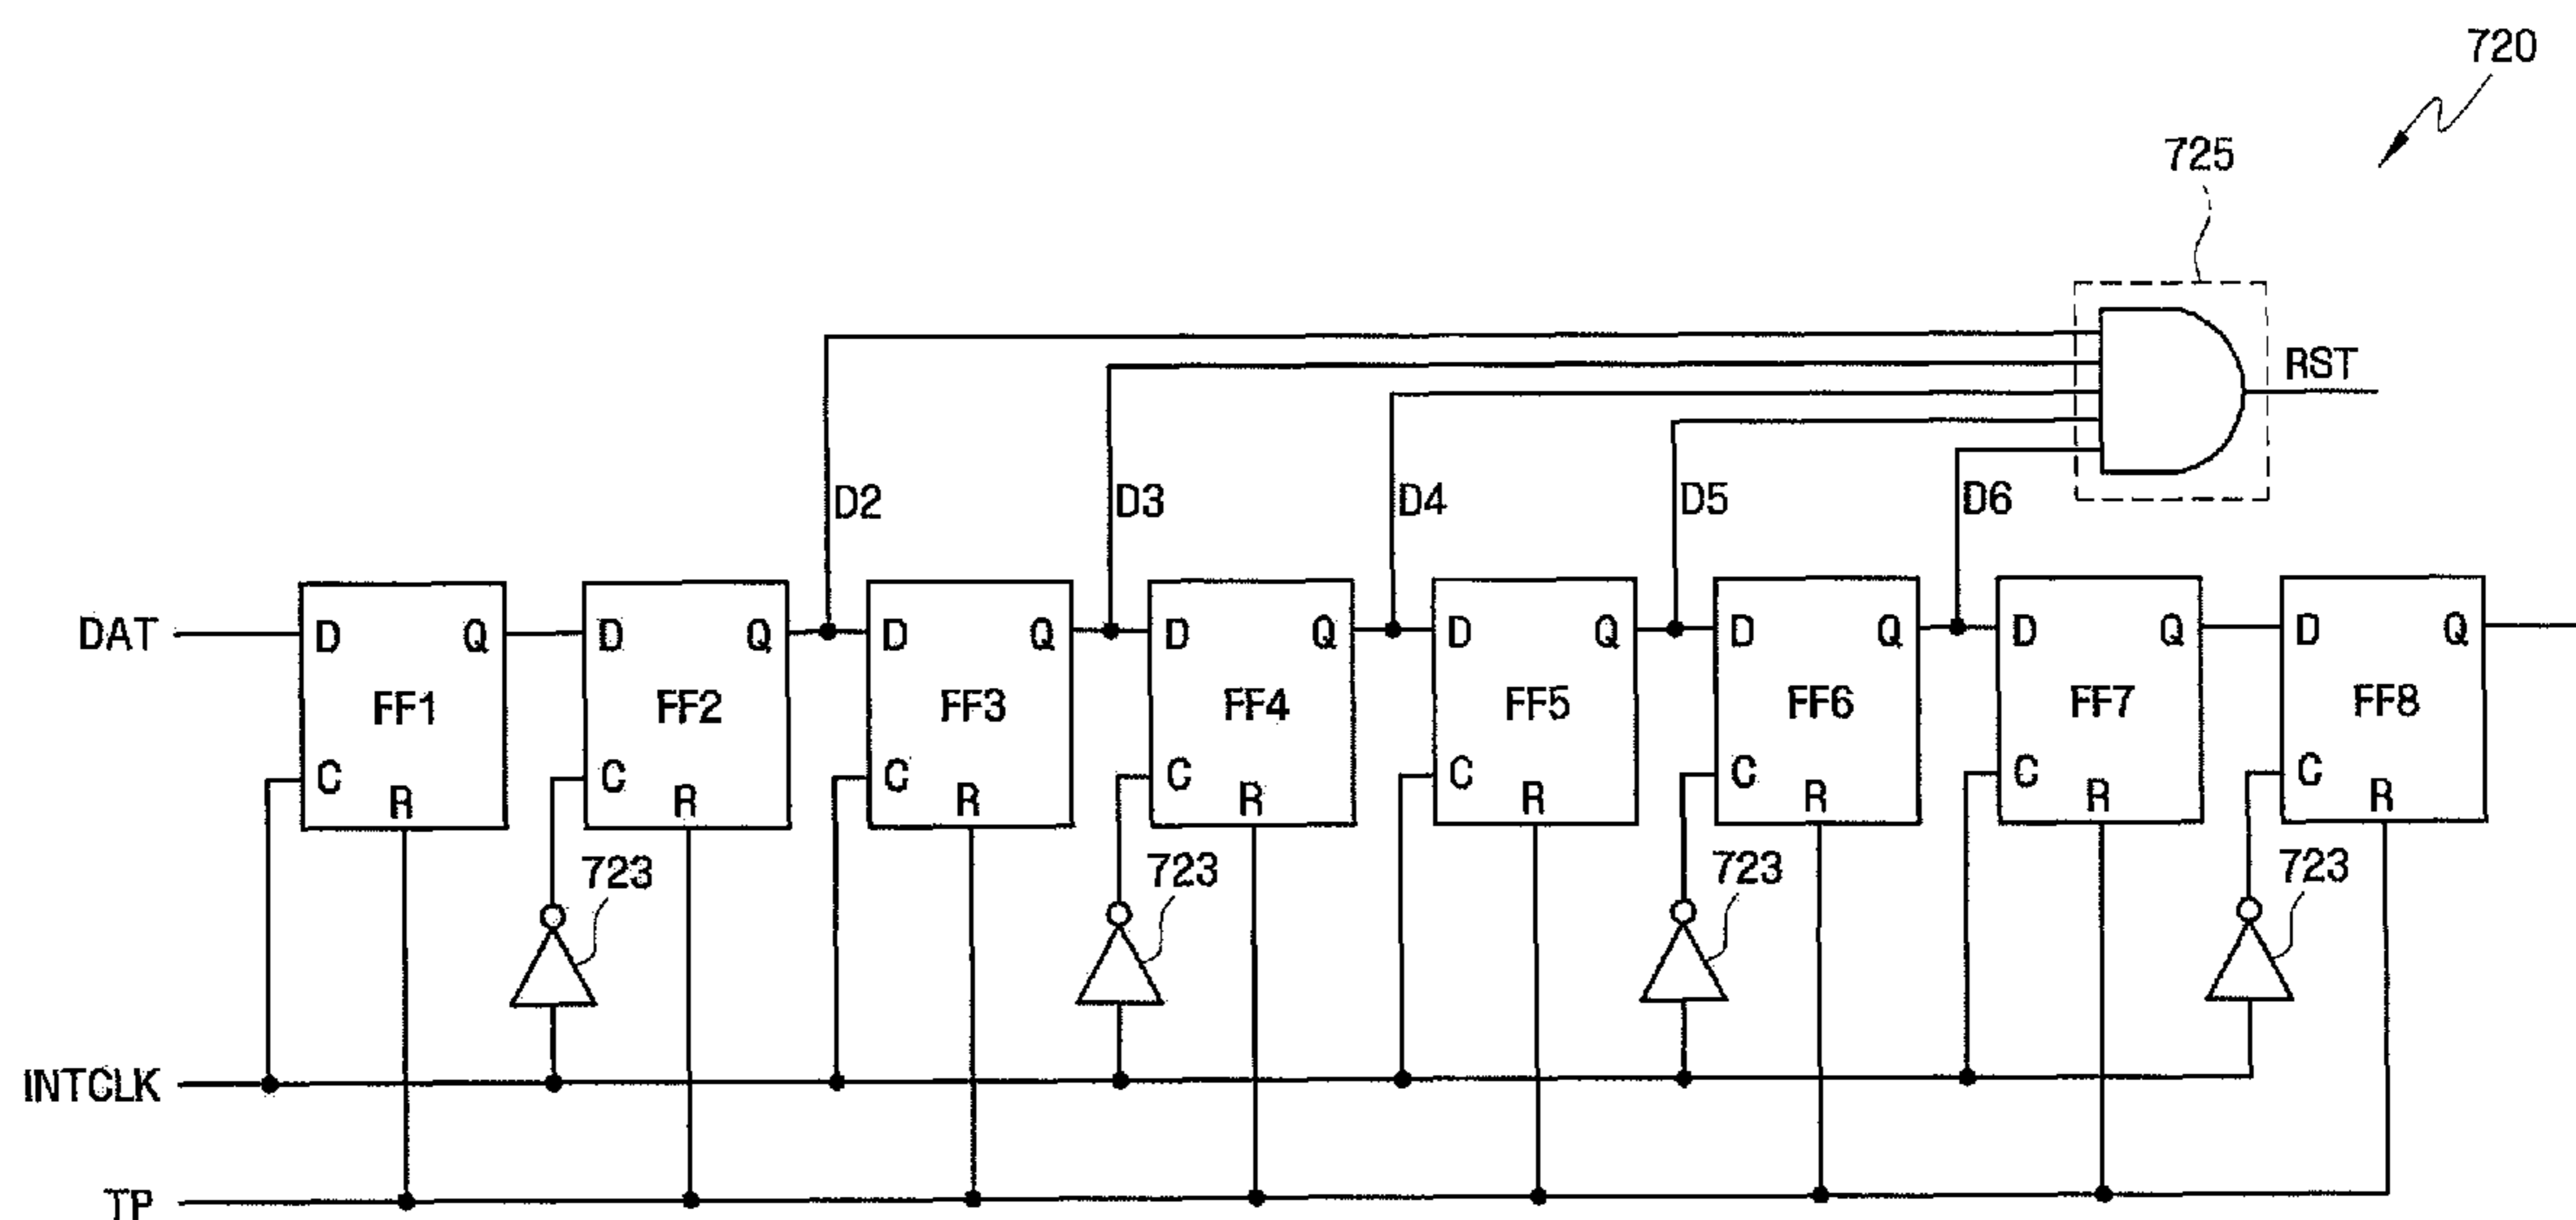 720
725
RST
D2 D3 D4 D5 D6
DAT D Q D Q D Q D Q D Q D Q D Q D Q
FF1 FF2 FF3 FF4 FF5 FF6 FF7 FF8
C C C C C C C C
R R R R R R R R
723 723 723 723
INTCLK
TP